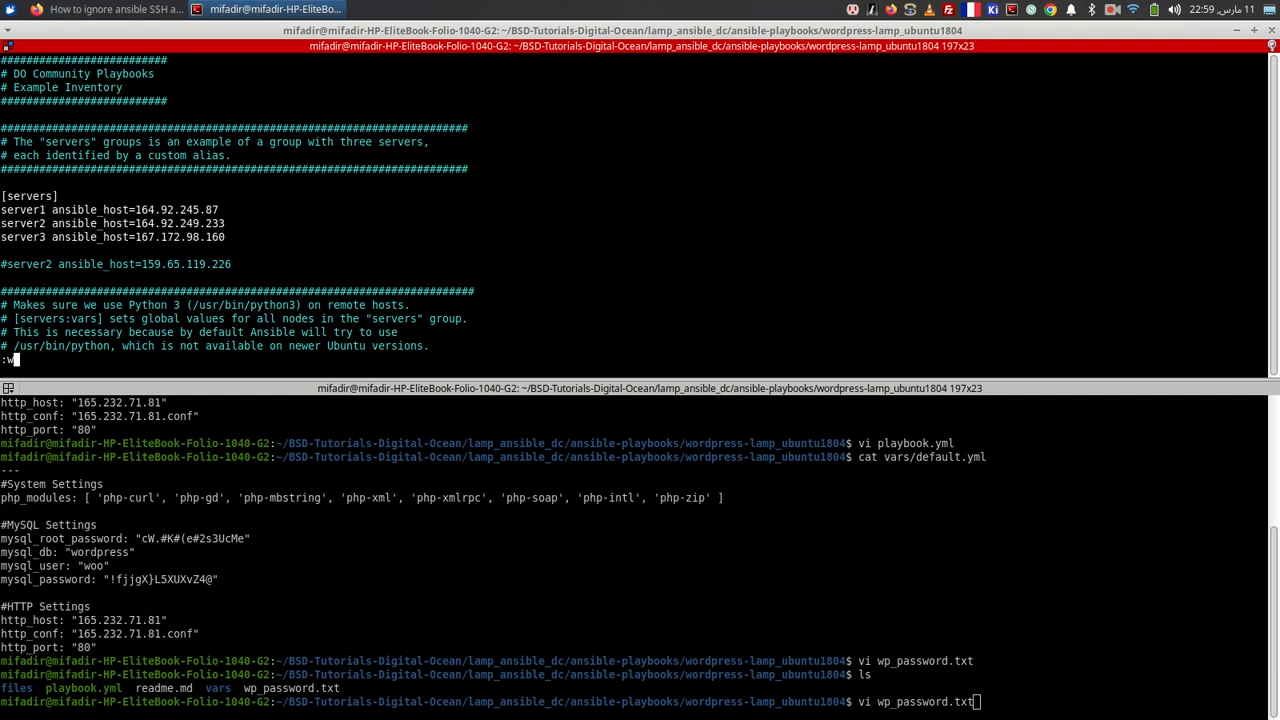 How to ignore ansible SSH a...
mifadir@mifadir-HP-EliteBo...
22:59 ,11 مارس
mifadir@mifadir-HP-EliteBook-Folio-1040-G2: ~/BSD-Tutorials-Digital-Ocean/lamp_ansible_dc/ansible-playbooks/wordpress-lamp_ubuntu1804
mifadir@mifadir-HP-EliteBook-Folio-1040-G2: ~/BSD-Tutorials-Digital-Ocean/lamp_ansible_dc/ansible-playbooks/wordpress-lamp_ubuntu1804 197x23
##########################
# DO Community Playbooks
# Example Inventory
##########################
#########################################################################
# The "servers" groups is an example of a group with three servers,
# each identified by a custom alias.
#########################################################################
[servers]
server1 ansible_host=164.92.245.87
server2 ansible_host=164.92.249.233
server3 ansible_host=167.172.98.160
#server2 ansible_host=159.65.119.226
##########################################################################
# Makes sure we use Python 3 (/usr/bin/python3) on remote hosts.
# [servers:vars] sets global values for all nodes in the "servers" group.
# This is necessary because by default Ansible will try to use
# /usr/bin/python, which is not available on newer Ubuntu versions.
:w
mifadir@mifadir-HP-EliteBook-Folio-1040-G2: ~/BSD-Tutorials-Digital-Ocean/lamp_ansible_dc/ansible-playbooks/wordpress-lamp_ubuntu1804 197x23
http_host: "165.232.71.81"
http_conf: "165.232.71.81.conf"
http_port: "80"
mifadir@mifadir-HP-EliteBook-Folio-1040-G2:~/BSD-Tutorials-Digital-Ocean/lamp_ansible_dc/ansible-playbooks/wordpress-lamp_ubuntu1804$ vi playbook.yml
mifadir@mifadir-HP-EliteBook-Folio-1040-G2:~/BSD-Tutorials-Digital-Ocean/lamp_ansible_dc/ansible-playbooks/wordpress-lamp_ubuntu1804$ cat vars/default.yml
---
#System Settings
php_modules: [ 'php-curl', 'php-gd', 'php-mbstring', 'php-xml', 'php-xmlrpc', 'php-soap', 'php-intl', 'php-zip' ]
#MySQL Settings
mysql_root_password: "cW.#K#(e#2s3UcMe"
mysql_db: "wordpress"
mysql_user: "woo"
mysql_password: "!fjjgX}L5XUXvZ4@"
#HTTP Settings
http_host: "165.232.71.81"
http_conf: "165.232.71.81.conf"
http_port: "80"
mifadir@mifadir-HP-EliteBook-Folio-1040-G2:~/BSD-Tutorials-Digital-Ocean/lamp_ansible_dc/ansible-playbooks/wordpress-lamp_ubuntu1804$ vi wp_password.txt
mifadir@mifadir-HP-EliteBook-Folio-1040-G2:~/BSD-Tutorials-Digital-Ocean/lamp_ansible_dc/ansible-playbooks/wordpress-lamp_ubuntu1804$ ls
files playbook.yml readme.md vars wp_password.txt
mifadir@mifadir-HP-EliteBook-Folio-1040-G2:~/BSD-Tutorials-Digital-Ocean/lamp_ansible_dc/ansible-playbooks/wordpress-lamp_ubuntu1804$ vi wp_password.txt